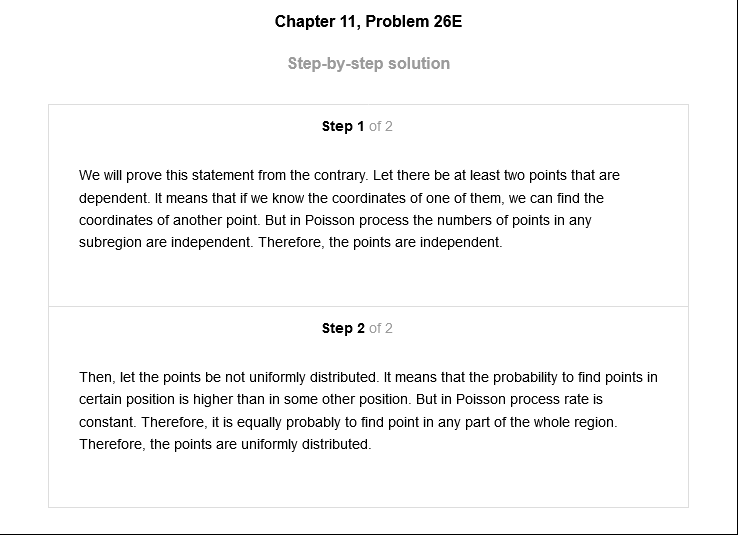 Chapter 11, Problem 26E
Step-by-step solution
Step 1 of 2
We will prove this statement from the contrary. Let there be at least two points that are
dependent. It means that if we know the coordinates of one of them, we can find the
coordinates of another point. But in Poisson process the numbers of points in any
subregion are independent. Therefore, the points are independent.
Step 2 of 2
Then, let the points be not uniformly distributed. It means that the probability to find points in
certain position is higher than in some other position. But in Poisson process rate is
constant. Therefore, it is equally probably to find point in any part of the whole region.
Therefore, the points are uniformly distributed.